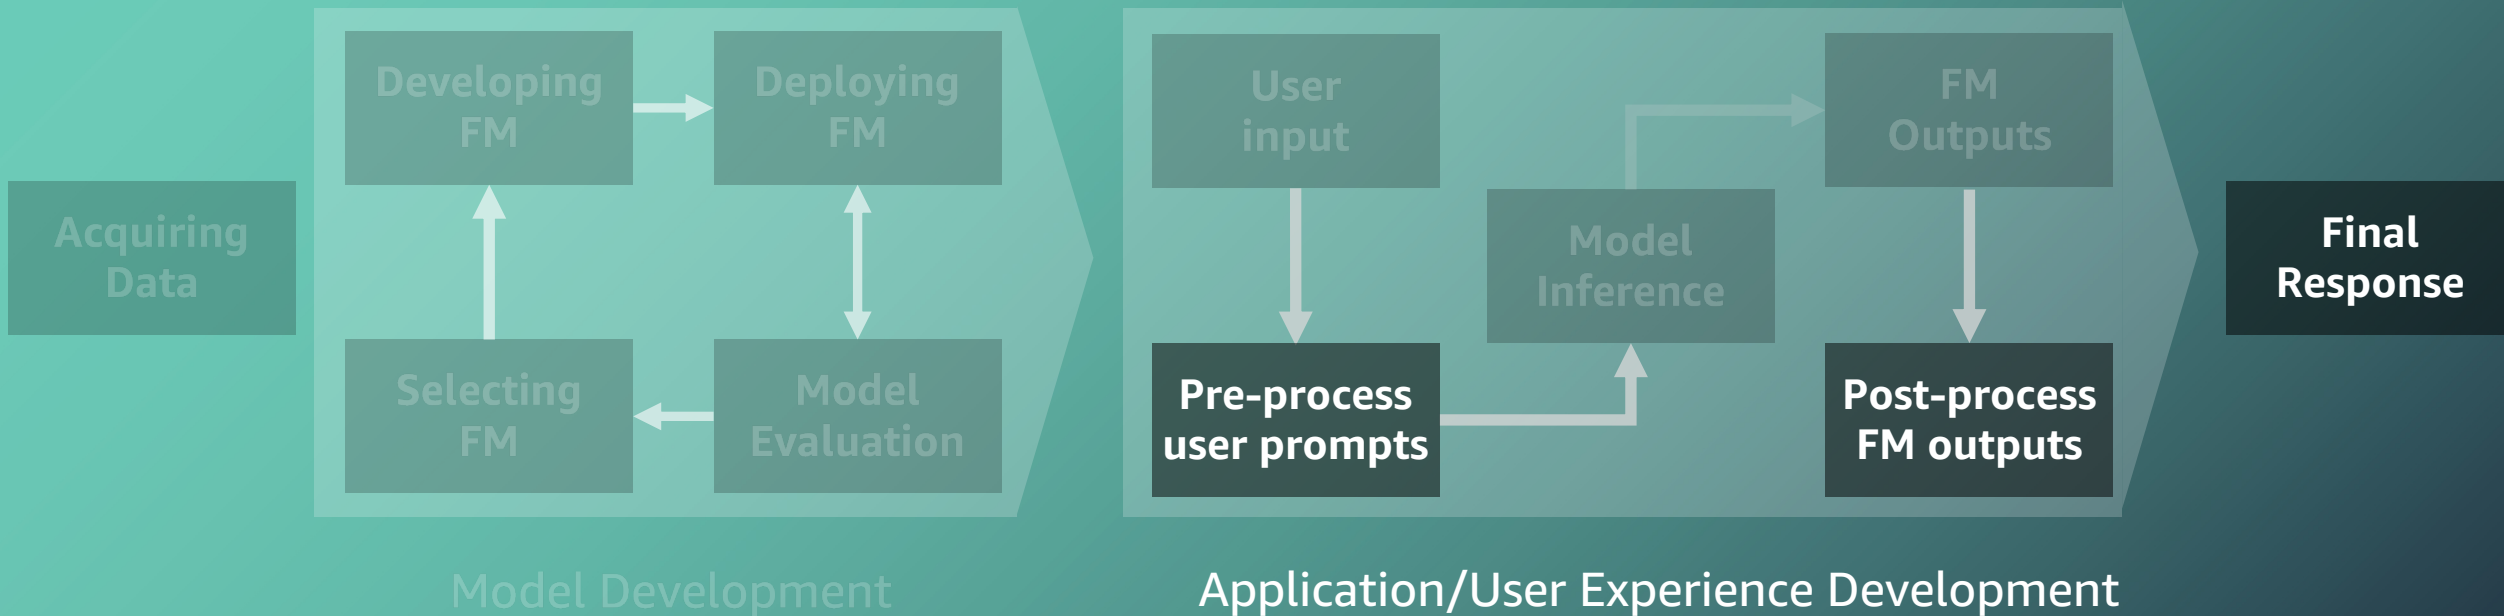 Acquiring
Data
Developing
FM
Deploying
FM
Selecting
FM
Model
Evaluation
Model Development
User
input
Pre-process
user prompts
Model
Inference
FM
Outputs
Post-process
FM outputs
Application/User Experience Development
Final
Response